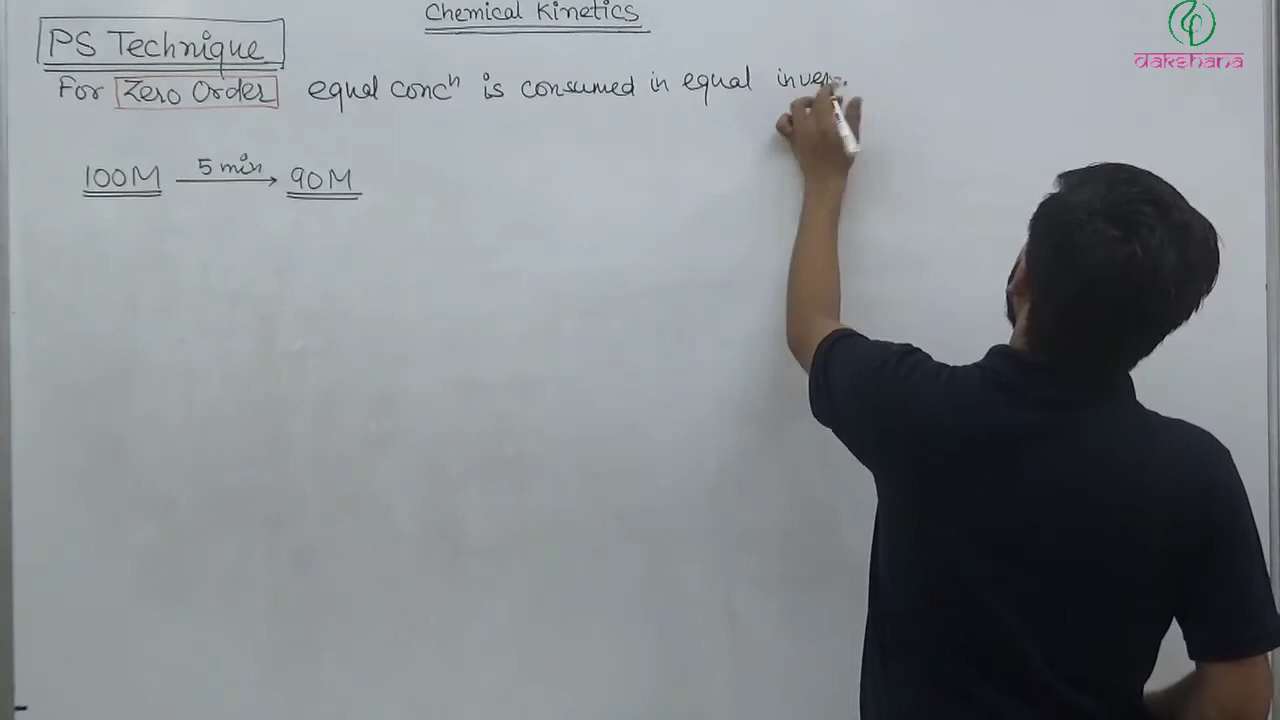 Chemical Kinetics
dakshana
PS Technique
For Zero Order equal concⁿ is consumed in equal
100M 5 min 90M